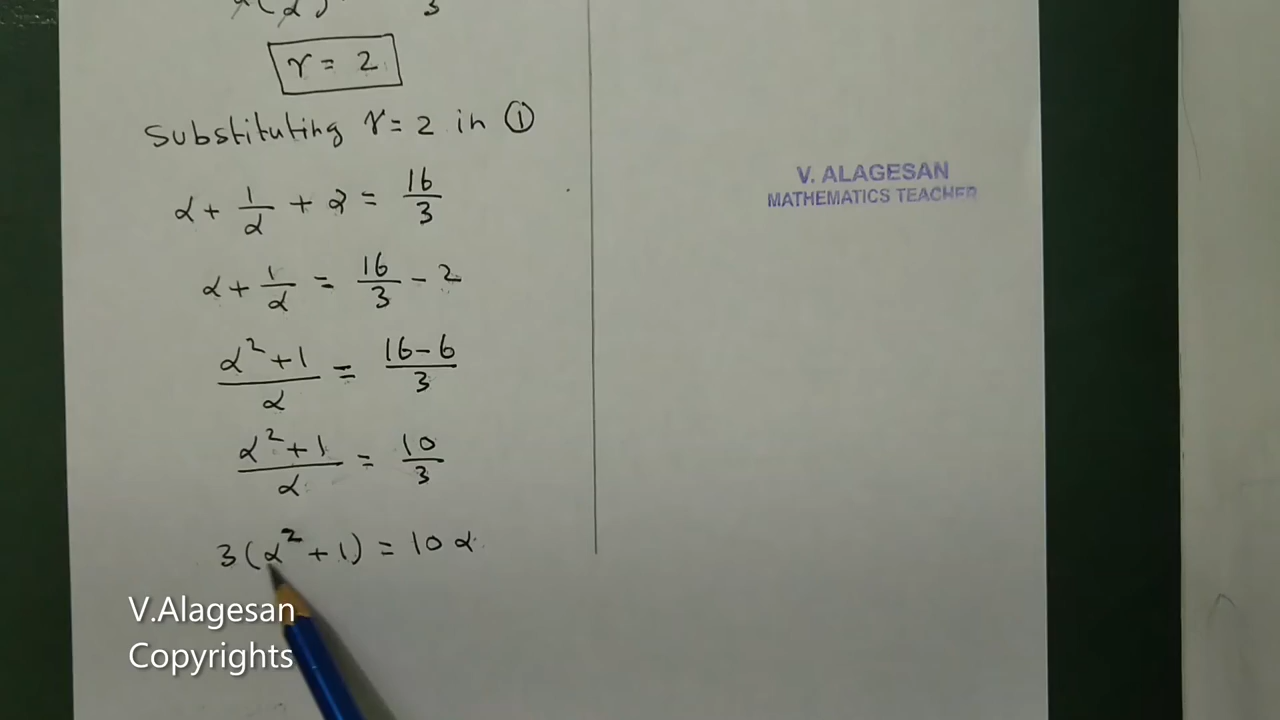 γ = 2
Substituting γ = 2 in ①
α + 1/α + 2 = 16/3
α + 1/α = 16/3 - 2
α² + 1 / α = 16 - 6 / 3
α² + 1 / α = 10 / 3
3(α² + 1) = 10 α
V. ALAGESAN
MATHEMATICS TEACHER
V.Alagesan
Copyrights